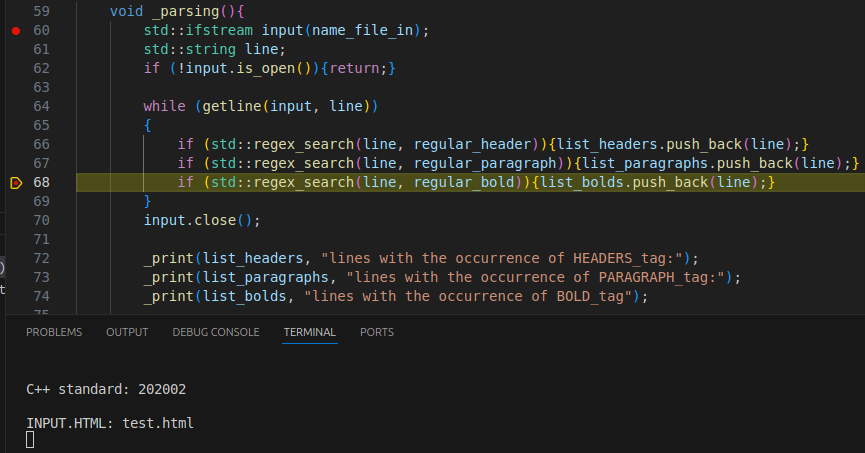 59 void _parsing(){
60 std::ifstream input(name_file_in);
61 std::string line;
62 if (!input.is_open()){return;}
63
64 while (getline(input, line))
65 {
66 if (std::regex_search(line, regular_header)){list_headers.push_back(line);}
67 if (std::regex_search(line, regular_paragraph)){list_paragraphs.push_back(line);}
68 if (std::regex_search(line, regular_bold)){list_bolds.push_back(line);}
69 }
70 input.close();
71
72 _print(list_headers, "lines with the occurrence of HEADERS_tag:");
73 _print(list_paragraphs, "lines with the occurrence of PARAGRAPH_tag:");
74 _print(list_bolds, "lines with the occurrence of BOLD_tag");
PROBLEMS OUTPUT DEBUG CONSOLE TERMINAL PORTS
C++ standard: 202002
INPUT.HTML: test.html